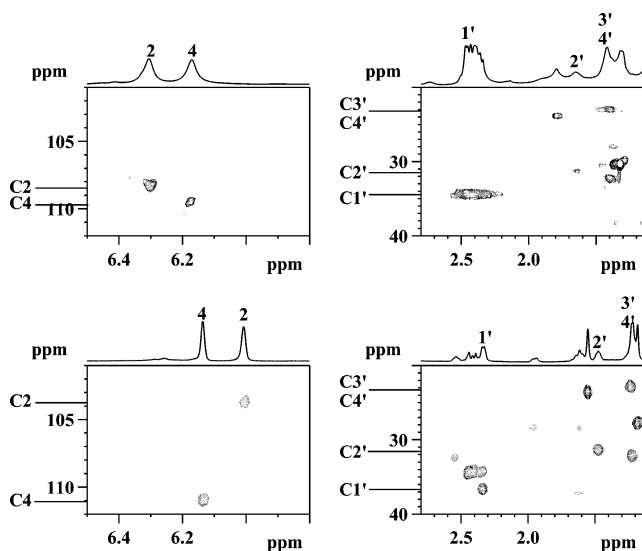 2 4
ppm
105
C2
C4
110
6.4 6.2 ppm
1' 2' 3' 4'
ppm
C3'
C4'
30
C2'
C1'
40
2.5 2.0 ppm
4 2
ppm
C2
105
C4
110
6.4 6.2 ppm
1' 2' 3' 4'
ppm
C3'
C4'
30
C2'
C1'
40
2.5 2.0 ppm